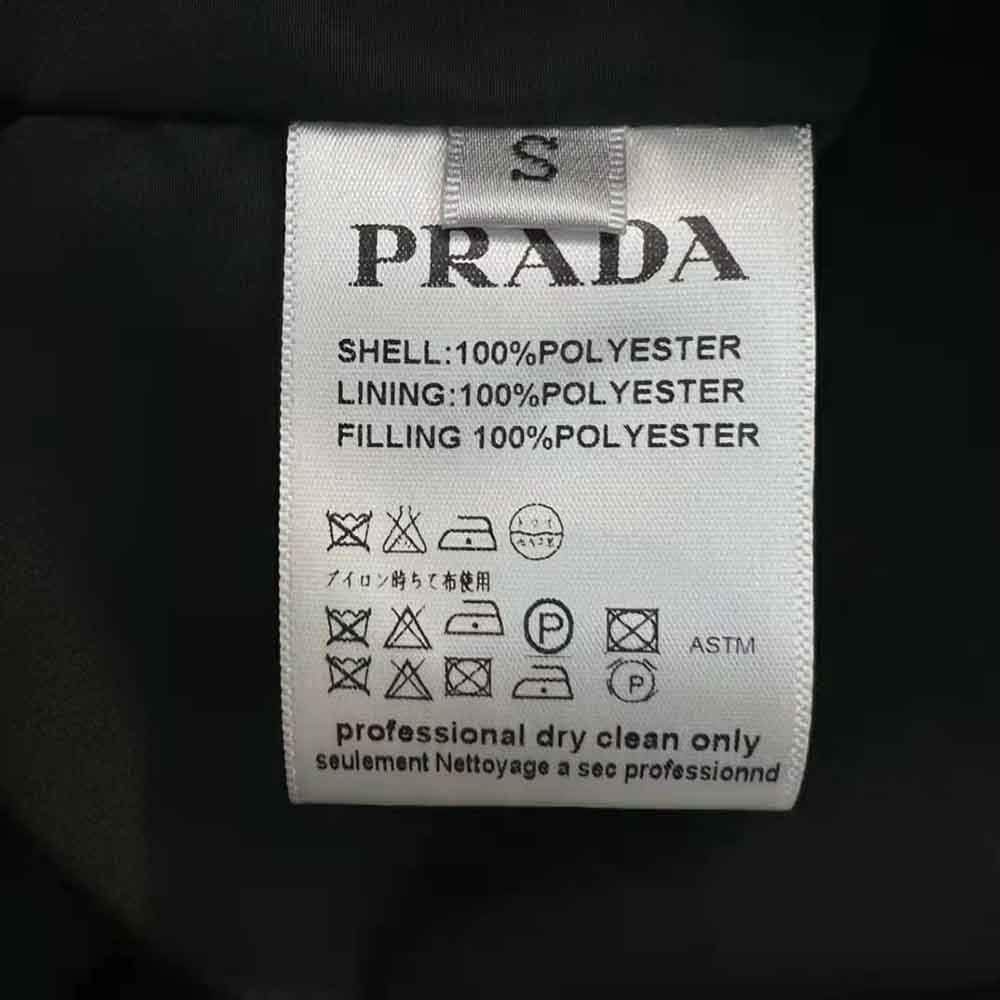 S
PRADA
SHELL:100%POLYESTER
LINING:100%POLYESTER
FILLING 100%POLYESTER
アイロン時ちて布使用
P
ASTM
P
professional dry clean only
seulement Nettoyage a sec professionnd